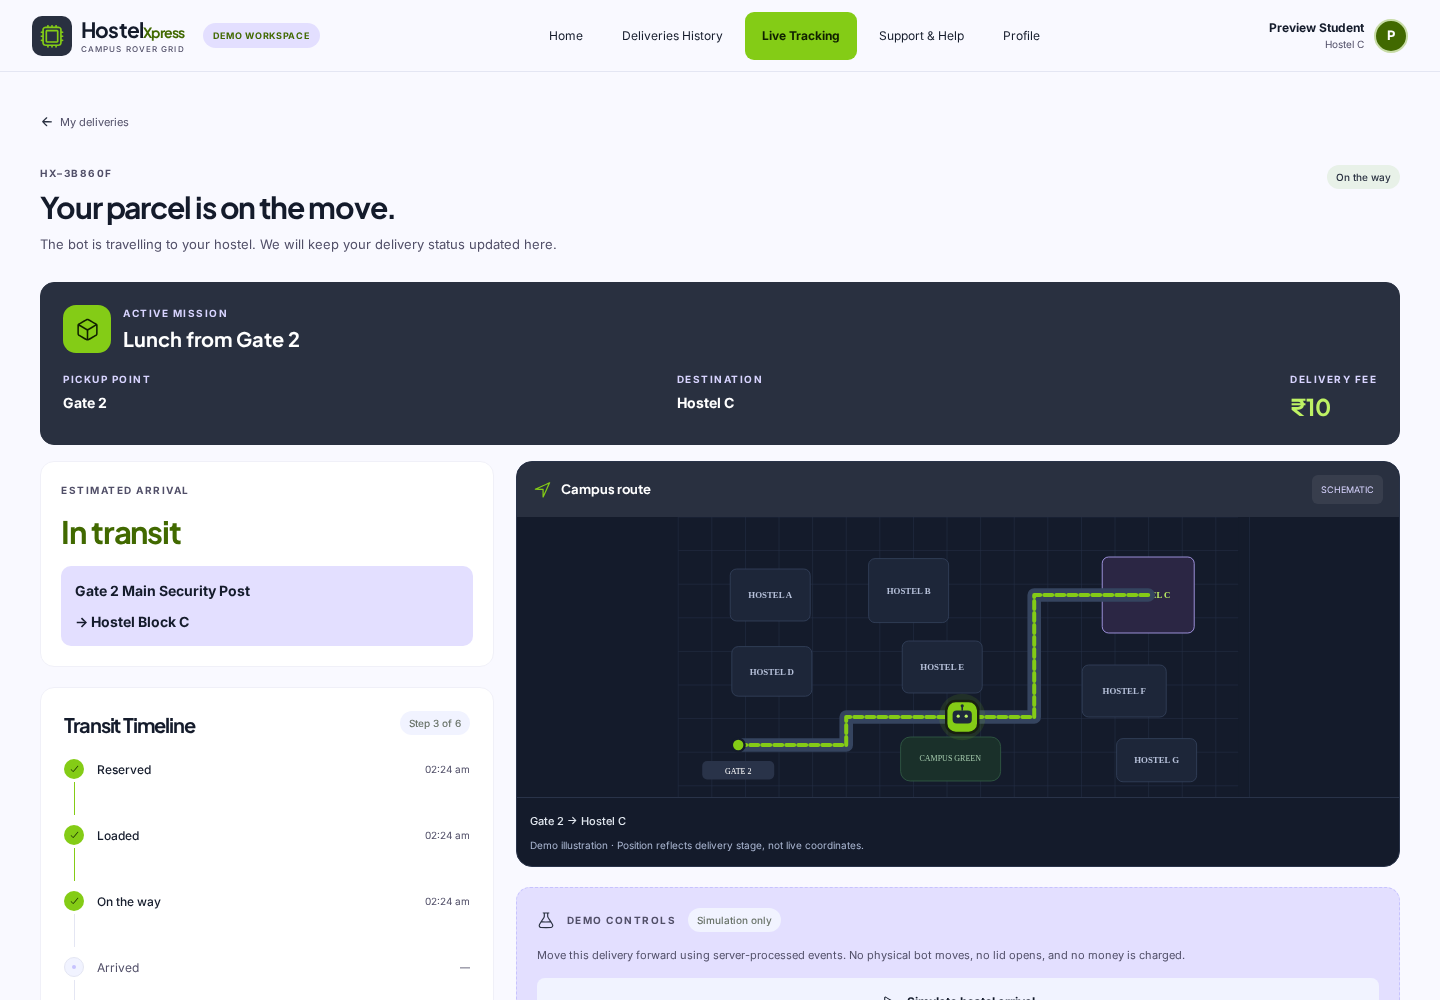 HostelXpress
CAMPUS ROVER GRID
DEMO WORKSPACE
Home
Deliveries History
Live Tracking
Support & Help
Profile
Preview Student
Hostel C
P
← My deliveries
HX-3B860F
On the way
Your parcel is on the move.
The bot is travelling to your hostel. We will keep your delivery status updated here.
ACTIVE MISSION
Lunch from Gate 2
PICKUP POINT
Gate 2
DESTINATION
Hostel C
DELIVERY FEE
₹10
ESTIMATED ARRIVAL
In transit
Gate 2 Main Security Post
→ Hostel Block C
Transit Timeline
Step 3 of 6
Reserved
02:24 am
Loaded
02:24 am
On the way
02:24 am
Arrived
—
Campus route
SCHEMATIC
HOSTEL A
HOSTEL B
EL C
HOSTEL D
HOSTEL E
HOSTEL F
CAMPUS GREEN
HOSTEL G
GATE 2
Gate 2 → Hostel C
Demo illustration · Position reflects delivery stage, not live coordinates.
DEMO CONTROLS
Simulation only
Move this delivery forward using server-processed events. No physical bot moves, no lid opens, and no money is charged.
Simulate hostel arrival